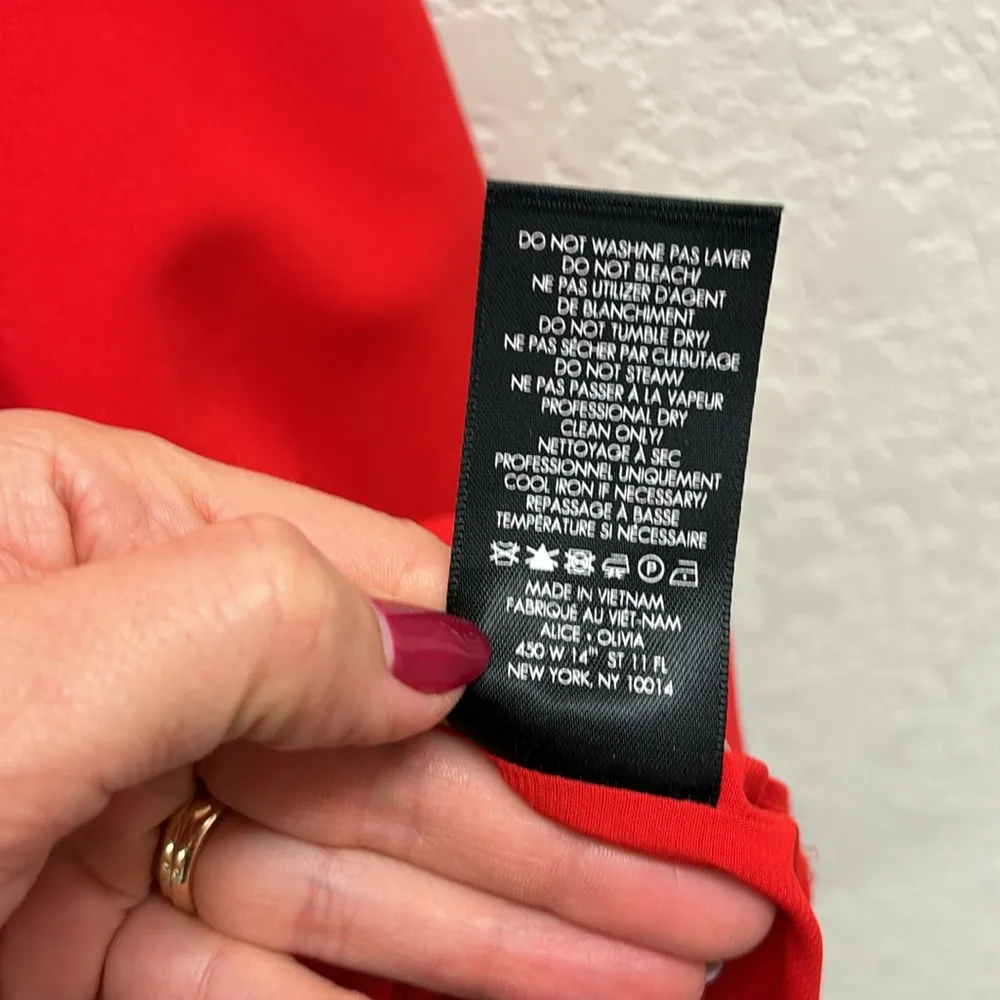 DO NOT WASH/NE PAS LAVER
DO NOT BLEACH/
NE PAS UTILIZER D'AGENT
DE BLANCHIMENT
DO NOT TUMBLE DRY/
NE PAS SÉCHER PAR CULBUTAGE
DO NOT STEAM/
NE PAS PASSER À LA VAPEUR
PROFESSIONAL DRY
CLEAN ONLY/
NETTOYAGE À SEC
PROFESSIONNEL UNIQUEMENT
COOL IRON IF NECESSARY/
REPASSAGE À BASSE
TEMPÉRATURE SI NÉCESSAIRE
P
MADE IN VIETNAM
FABRIQUÉ AU VIÊT-NAM
ALICE + OLIVIA
450 W 14TH ST 11 FL
NEW YORK, NY 10014